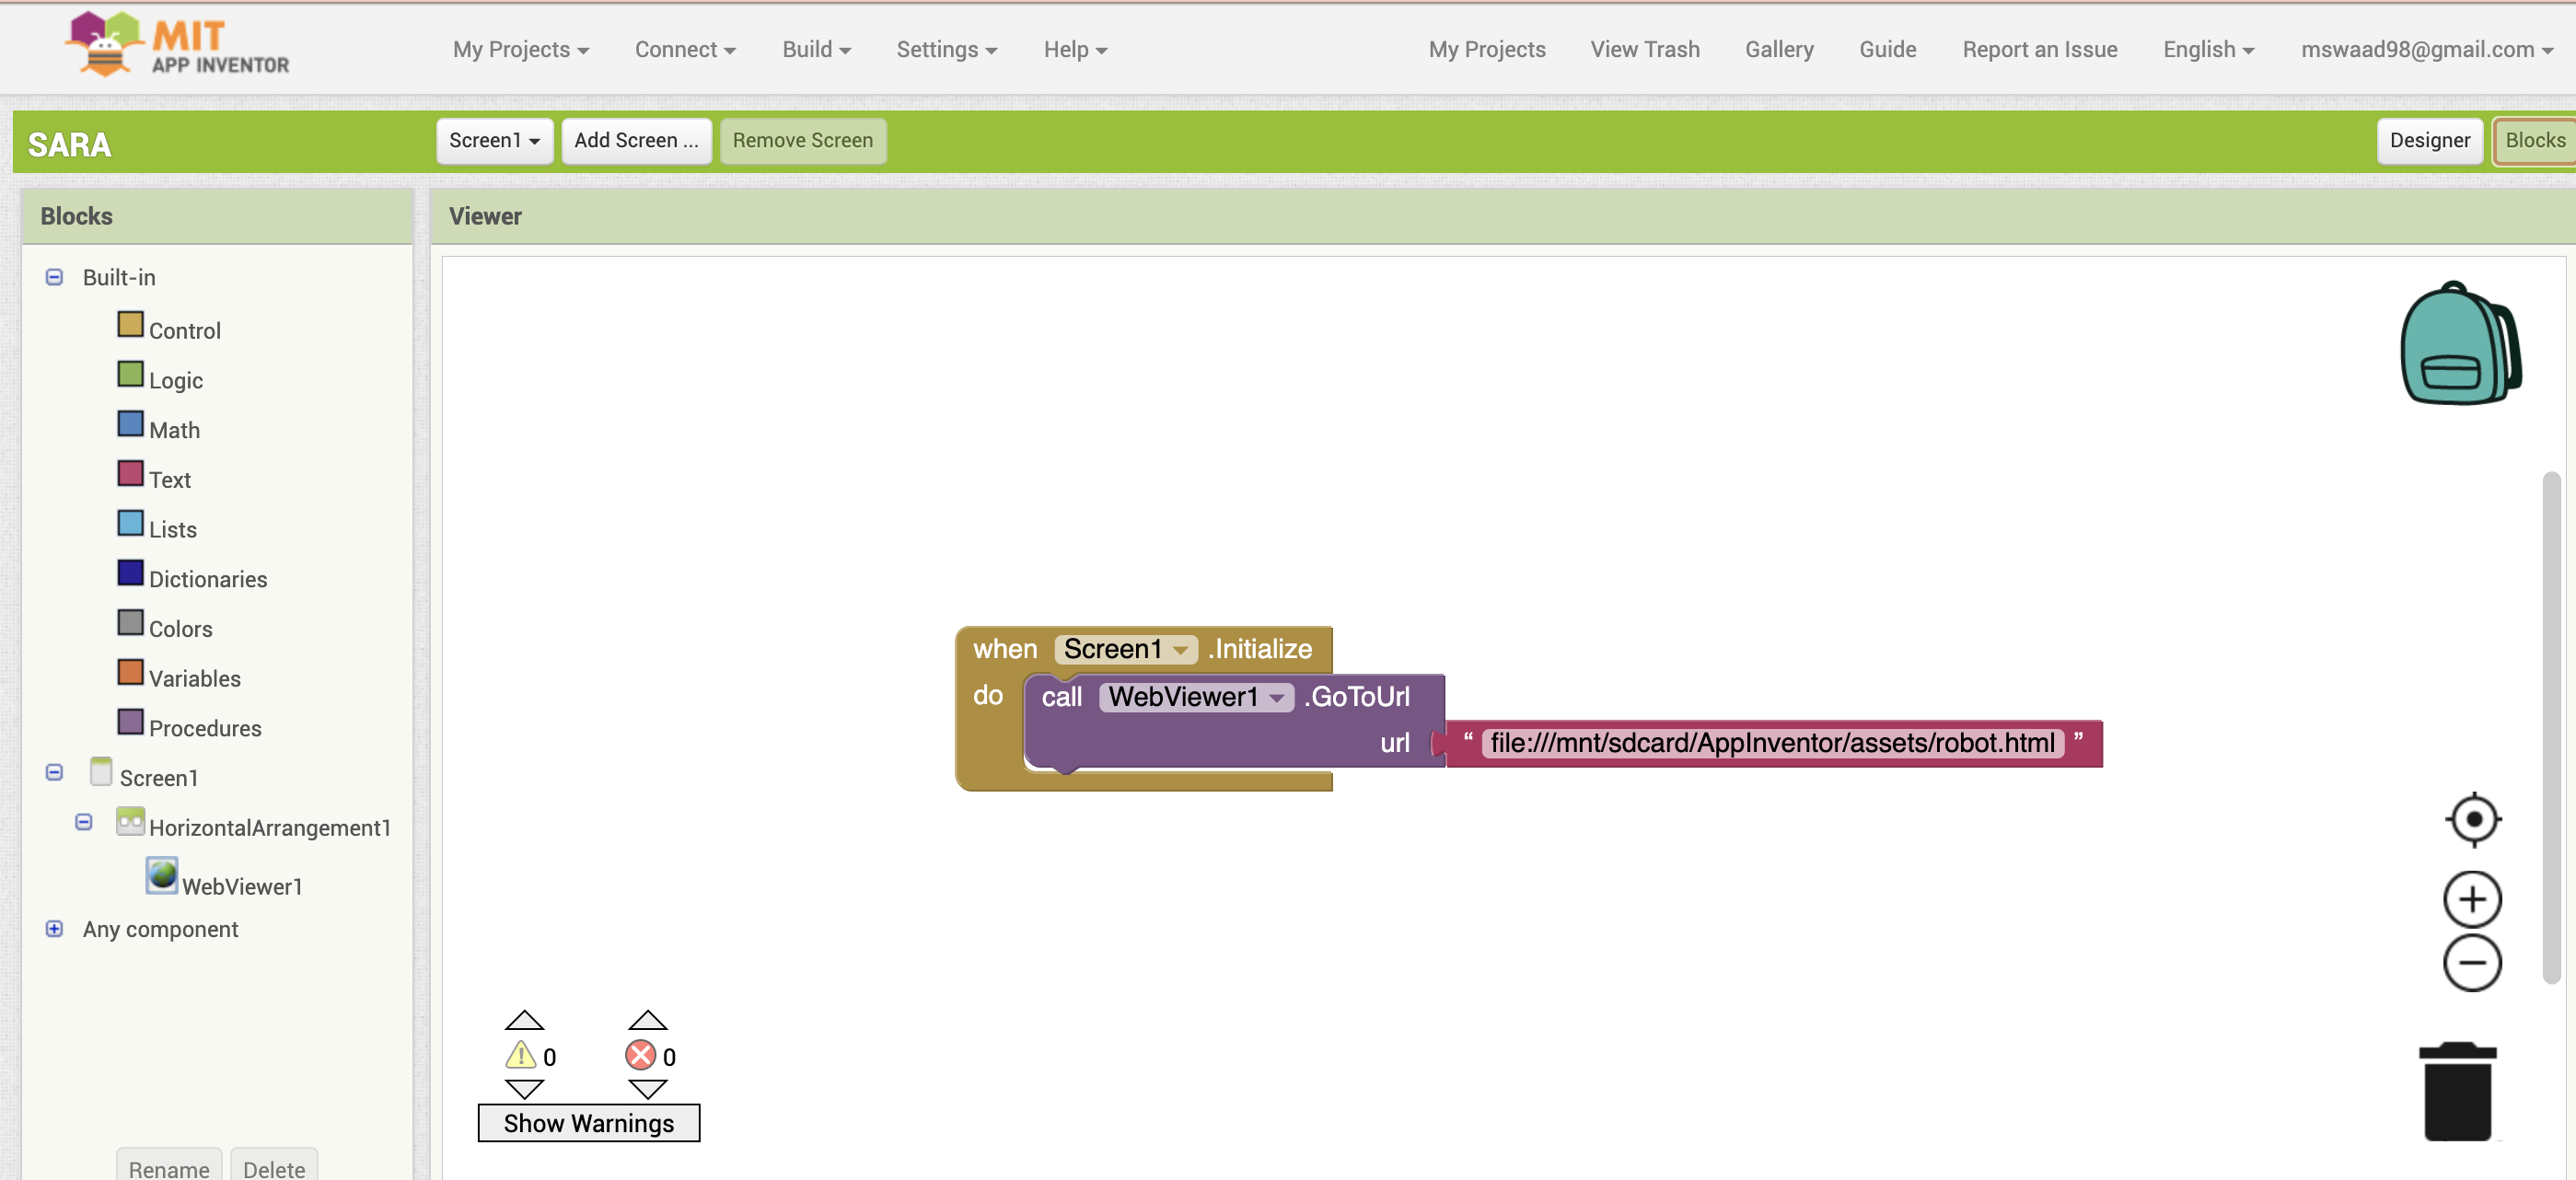 MIT
APP INVENTOR
My Projects
Connect
Build
Settings
Help
My Projects
View Trash
Gallery
Guide
Report an Issue
English
mswaad98@gmail.com
SARA
Screen1
Add Screen ...
Remove Screen
Designer
Blocks
Blocks
Built-in
Control
Logic
Math
Text
Lists
Dictionaries
Colors
Variables
Procedures
Screen1
HorizontalArrangement1
WebViewer1
Any component
Rename
Delete
Viewer
when Screen1 .Initialize
do call WebViewer1 .GoToUrl
url “ file:///mnt/sdcard/AppInventor/assets/robot.html ”
0
0
Show Warnings